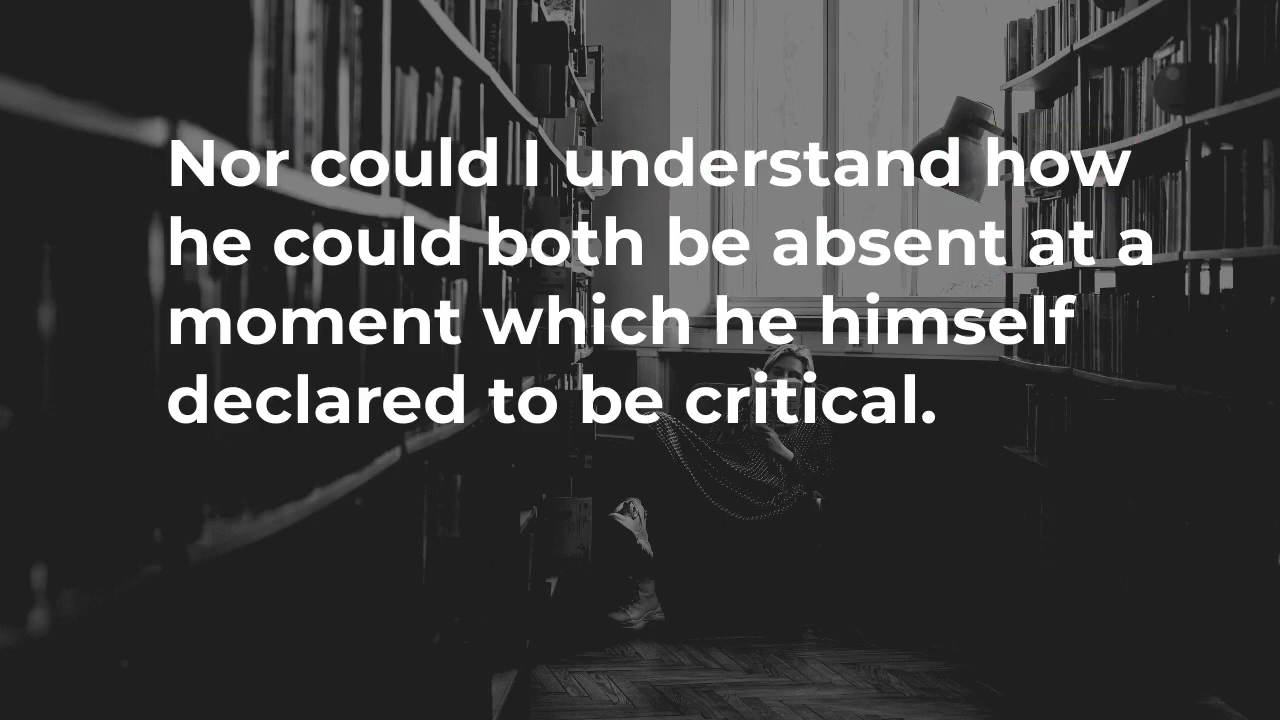 Nor could I understand how
he could both be absent at a
moment which he himself
declared to be critical.